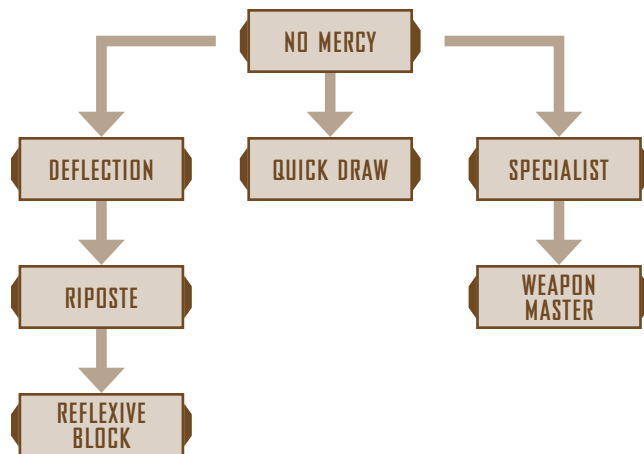 NO MERCY
DEFLECTION
QUICK DRAW
SPECIALIST
RIPOSTE
WEAPON
MASTER
REFLEXIVE
BLOCK